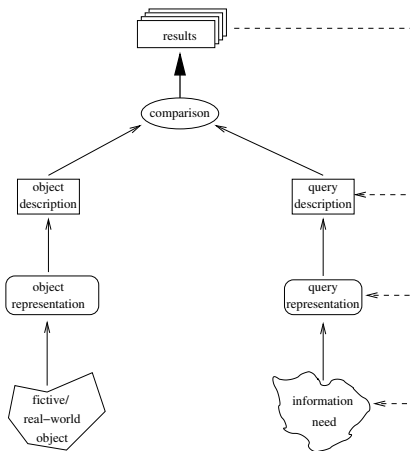 results
comparison
object
description
query
description
object
representation
query
representation
fictive/
real−world
object
information
need